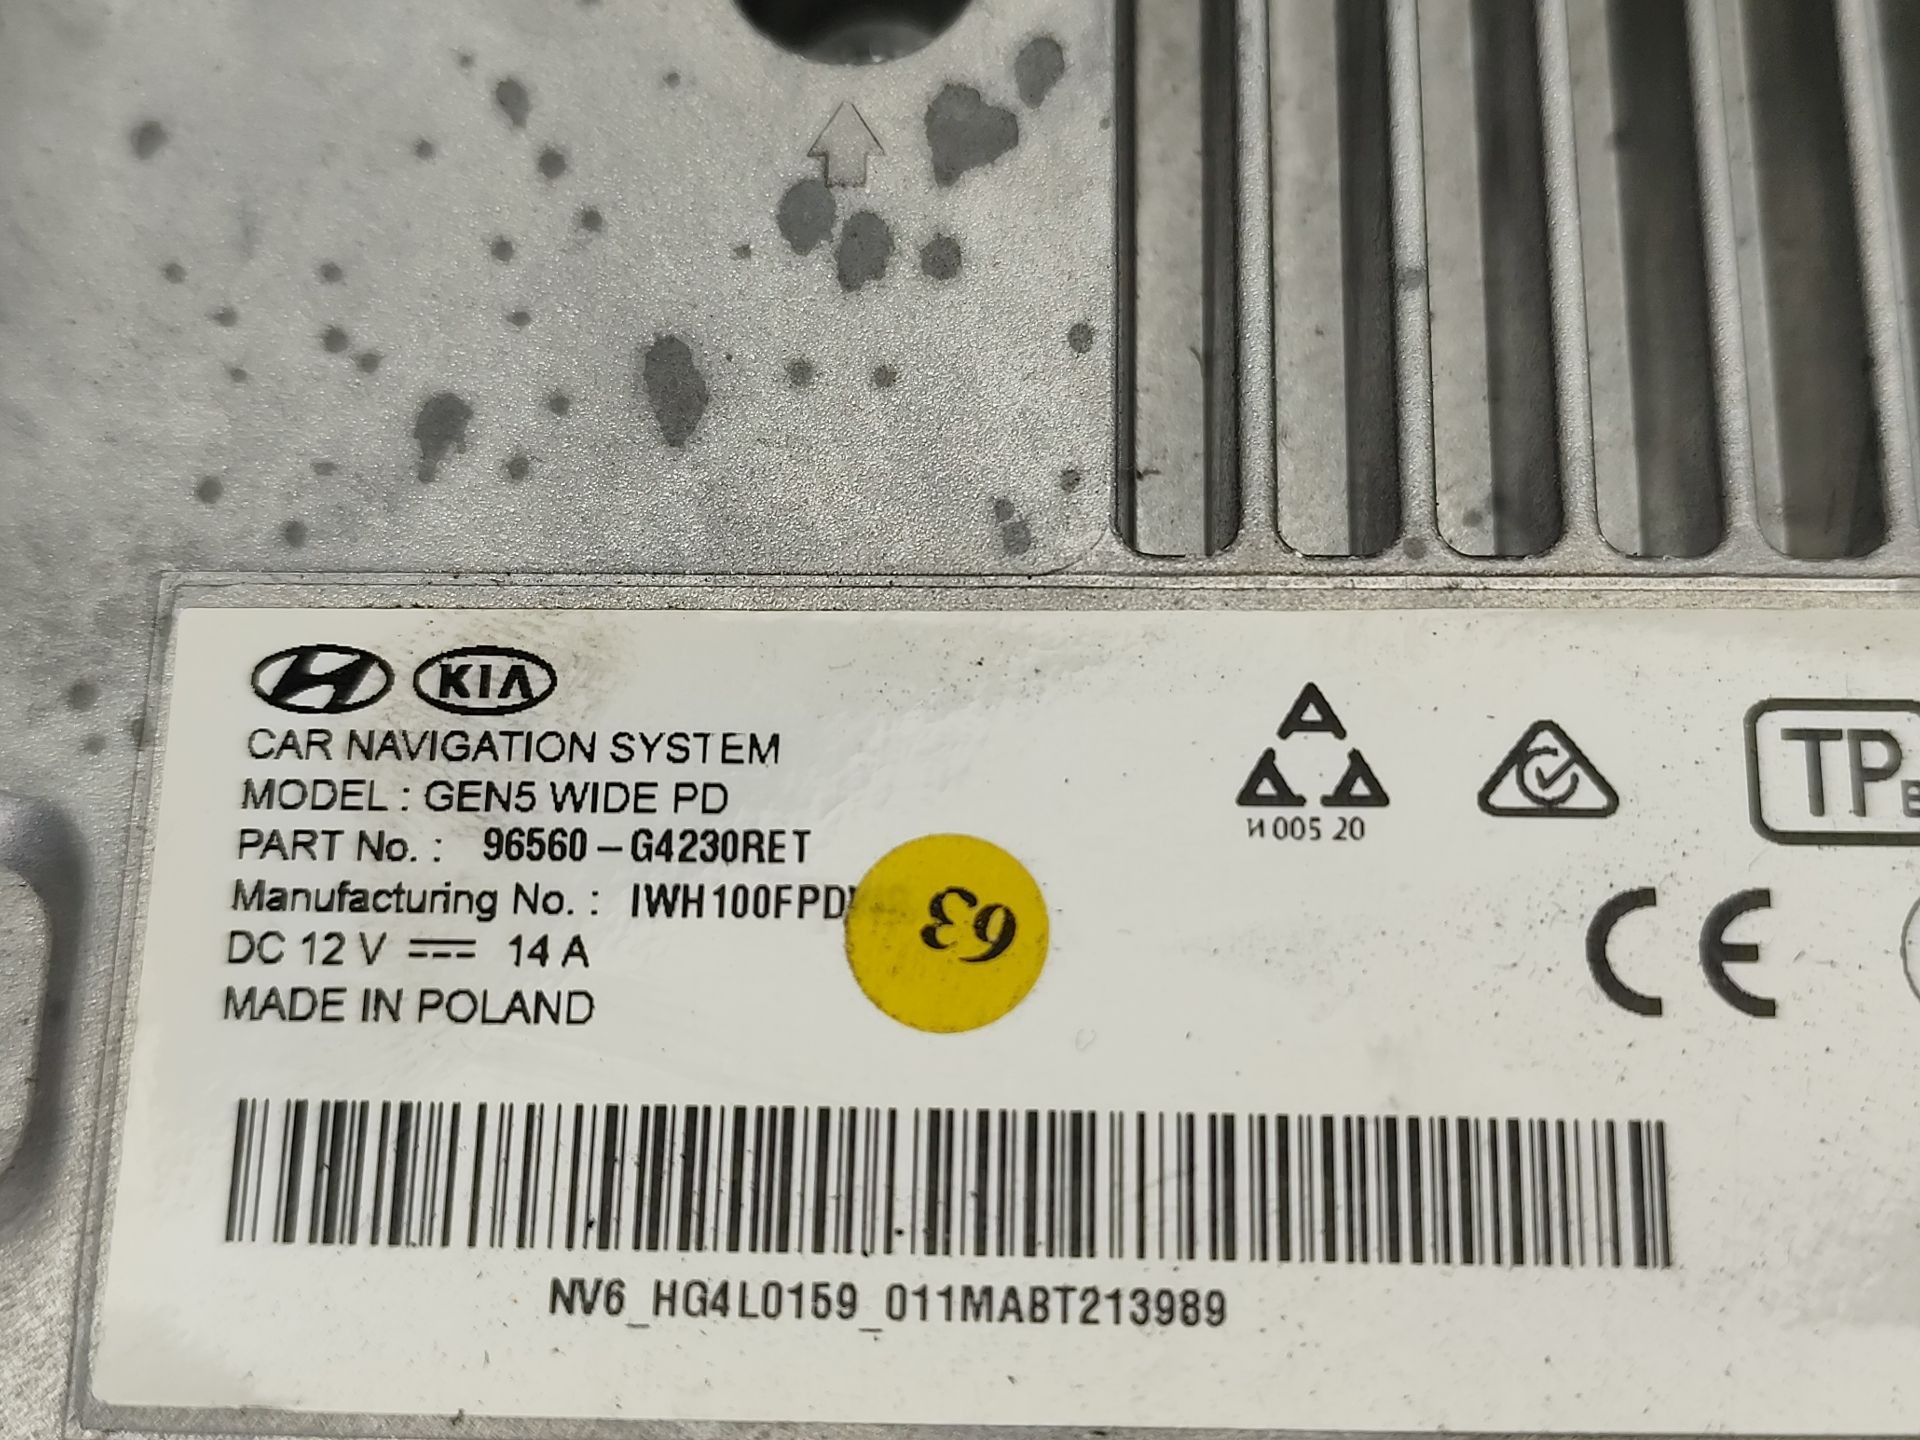 KIA
CAR NAVIGATION SYSTEM
MODEL : GEN5 WIDE PD
PART No. : 96560-G4230RET
Manufacturing No. : IWH100FPD
DC 12 V ⎓ 14 A
MADE IN POLAND
И 005 20
TP
CE
63
NV6_HG4L0159_011MABT213989